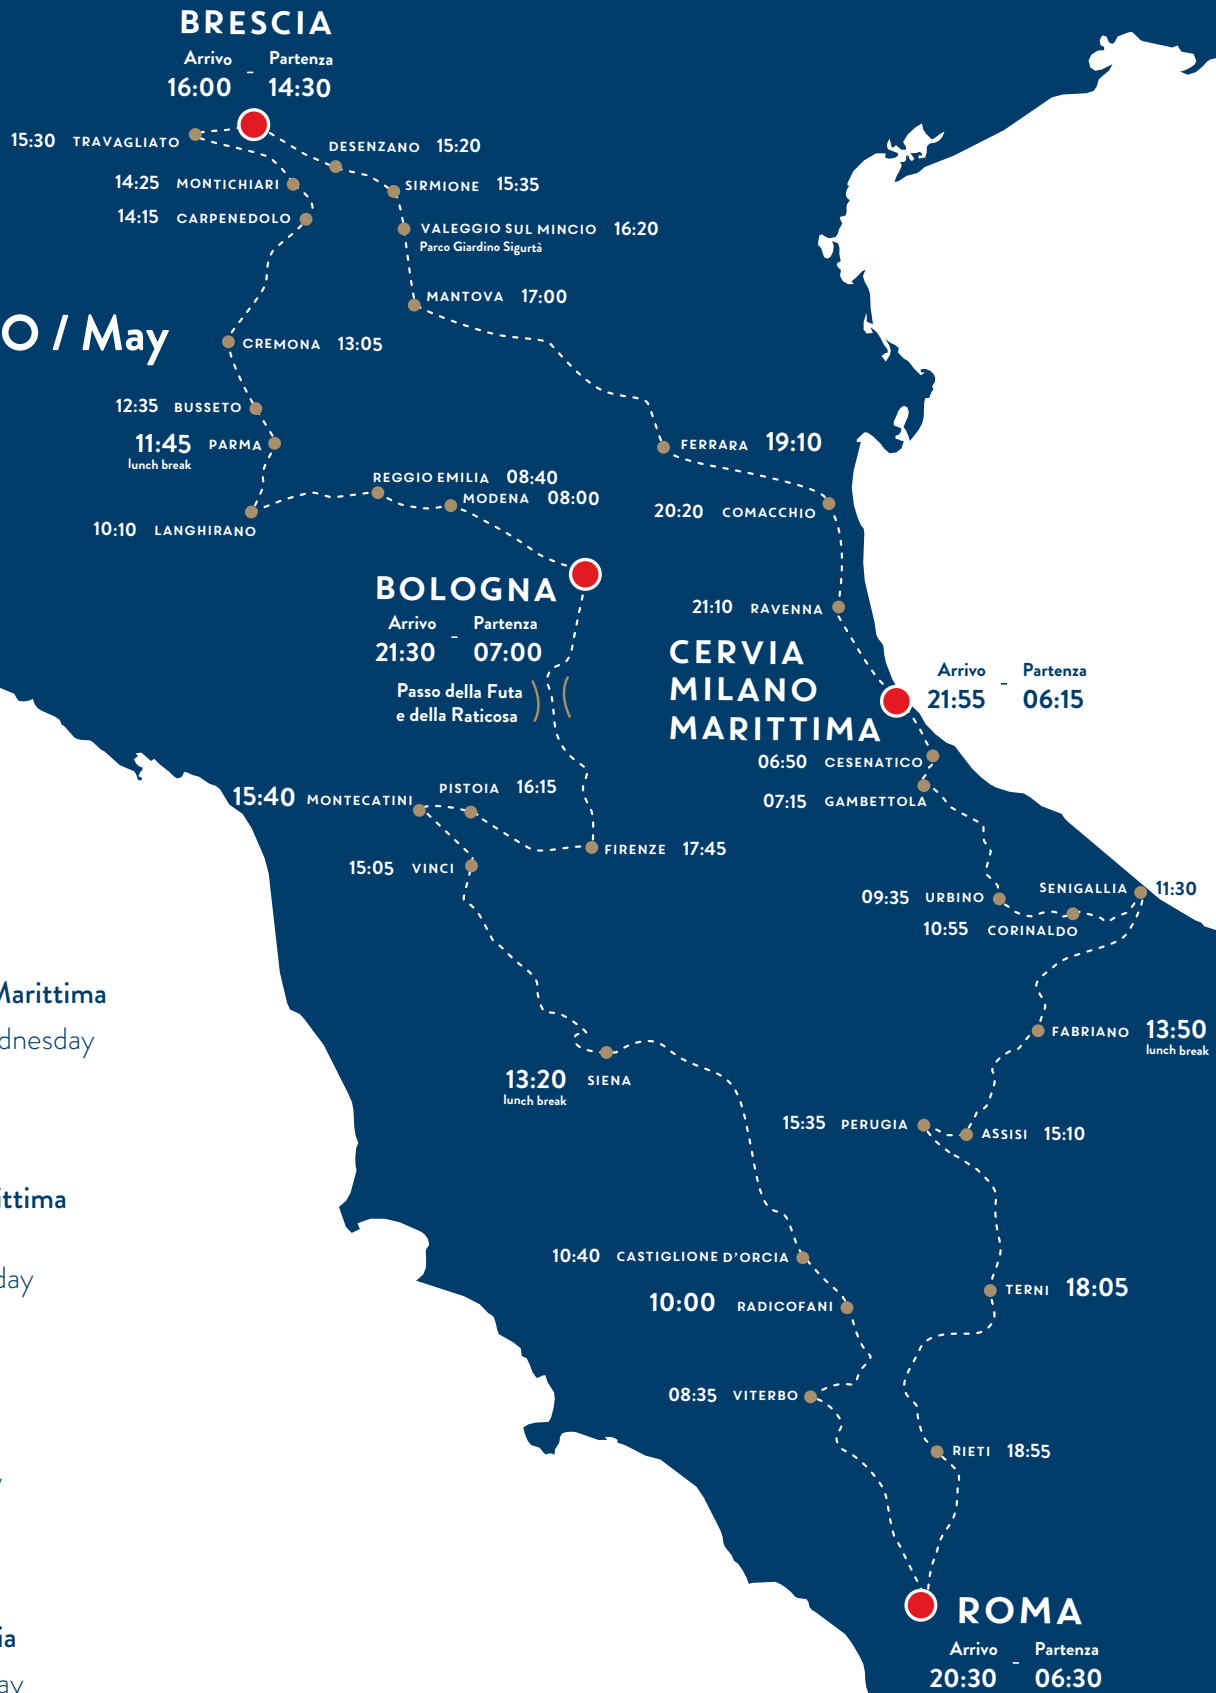 BRESCIA
Arrivo - Partenza
16:00 14:30
15:30 TRAVAGLIATO
DESENZANO 15:20
14:25 MONTICHIARI
SIRMIONE 15:35
14:15 CARPENEDOLO
VALEGGIO SUL MINCIO 16:20
Parco Giardino Sigurtà
MANTOVA 17:00
O / May
CREMONA 13:05
12:35 BUSSETO
11:45 PARMA
lunch break
FERRARA 19:10
REGGIO EMILIA 08:40
MODENA 08:00
20:20 COMACCHIO
10:10 LANGHIRANO
BOLOGNA
Arrivo - Partenza
21:30 07:00
21:10 RAVENNA
CERVIA
MILANO
MARITTIMA
Arrivo - Partenza
21:55 06:15
Passo della Futa
e della Raticosa
06:50 CESENATICO
07:15 GAMBETTOLA
15:40 MONTECATINI
PISTOIA 16:15
FIRENZE 17:45
15:05 VINCI
09:35 URBINO
SENIGALLIA 11:30
10:55 CORINALDO
Marittima
dnesday
FABRIANO 13:50
lunch break
13:20 SIENA
lunch break
15:35 PERUGIA
ASSISI 15:10
ittima
day
10:40 CASTIGLIONE D'ORCIA
10:00 RADICOFANI
TERNI 18:05
08:35 VITERBO
RIETI 18:55
ROMA
Arrivo - Partenza
20:30 06:30
ia
ay